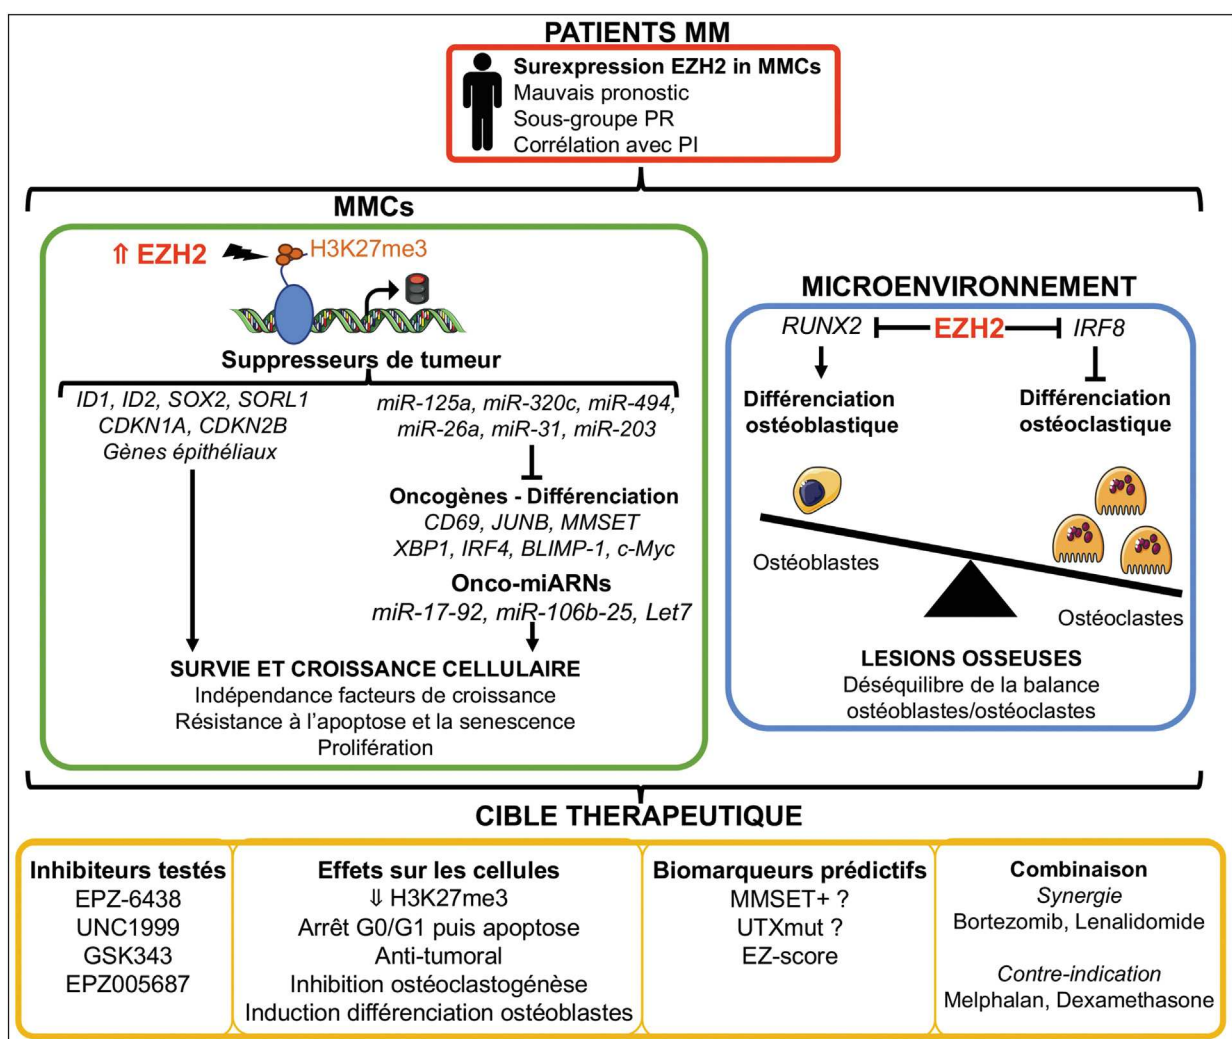 PATIENTS MM
Surexpression EZH2 in MMCs
Mauvais pronostic
Sous-groupe PR
Corrélation avec PI
MMCs
⇑ EZH2
H3K27me3
Suppresseurs de tumeur
ID1, ID2, SOX2, SORL1
CDKN1A, CDKN2B
Gènes épithéliaux
miR-125a, miR-320c, miR-494,
miR-26a, miR-31, miR-203
Oncogènes - Différenciation
CD69, JUNB, MMSET
XBP1, IRF4, BLIMP-1, c-Myc
Onco-miARNs
miR-17-92, miR-106b-25, Let7
SURVIE ET CROISSANCE CELLULAIRE
Indépendance facteurs de croissance
Résistance à l'apoptose et la senescence
Prolifération
MICROENVIRONNEMENT
RUNX2
EZH2
IRF8
Différenciation
ostéoblastique
Différenciation
ostéoclastique
Ostéoblastes
Ostéoclastes
LESIONS OSSEUSES
Déséquilibre de la balance
ostéoblastes/ostéoclastes
CIBLE THERAPEUTIQUE
Inhibiteurs testés
EPZ-6438
UNC1999
GSK343
EPZ005687
Effets sur les cellules
⇓ H3K27me3
Arrêt G0/G1 puis apoptose
Anti-tumoral
Inhibition ostéoclastogénèse
Induction différenciation ostéoblastes
Biomarqueurs prédictifs
MMSET+ ?
UTXmut ?
EZ-score
Combinaison
Synergie
Bortezomib, Lenalidomide
Contre-indication
Melphalan, Dexamethasone